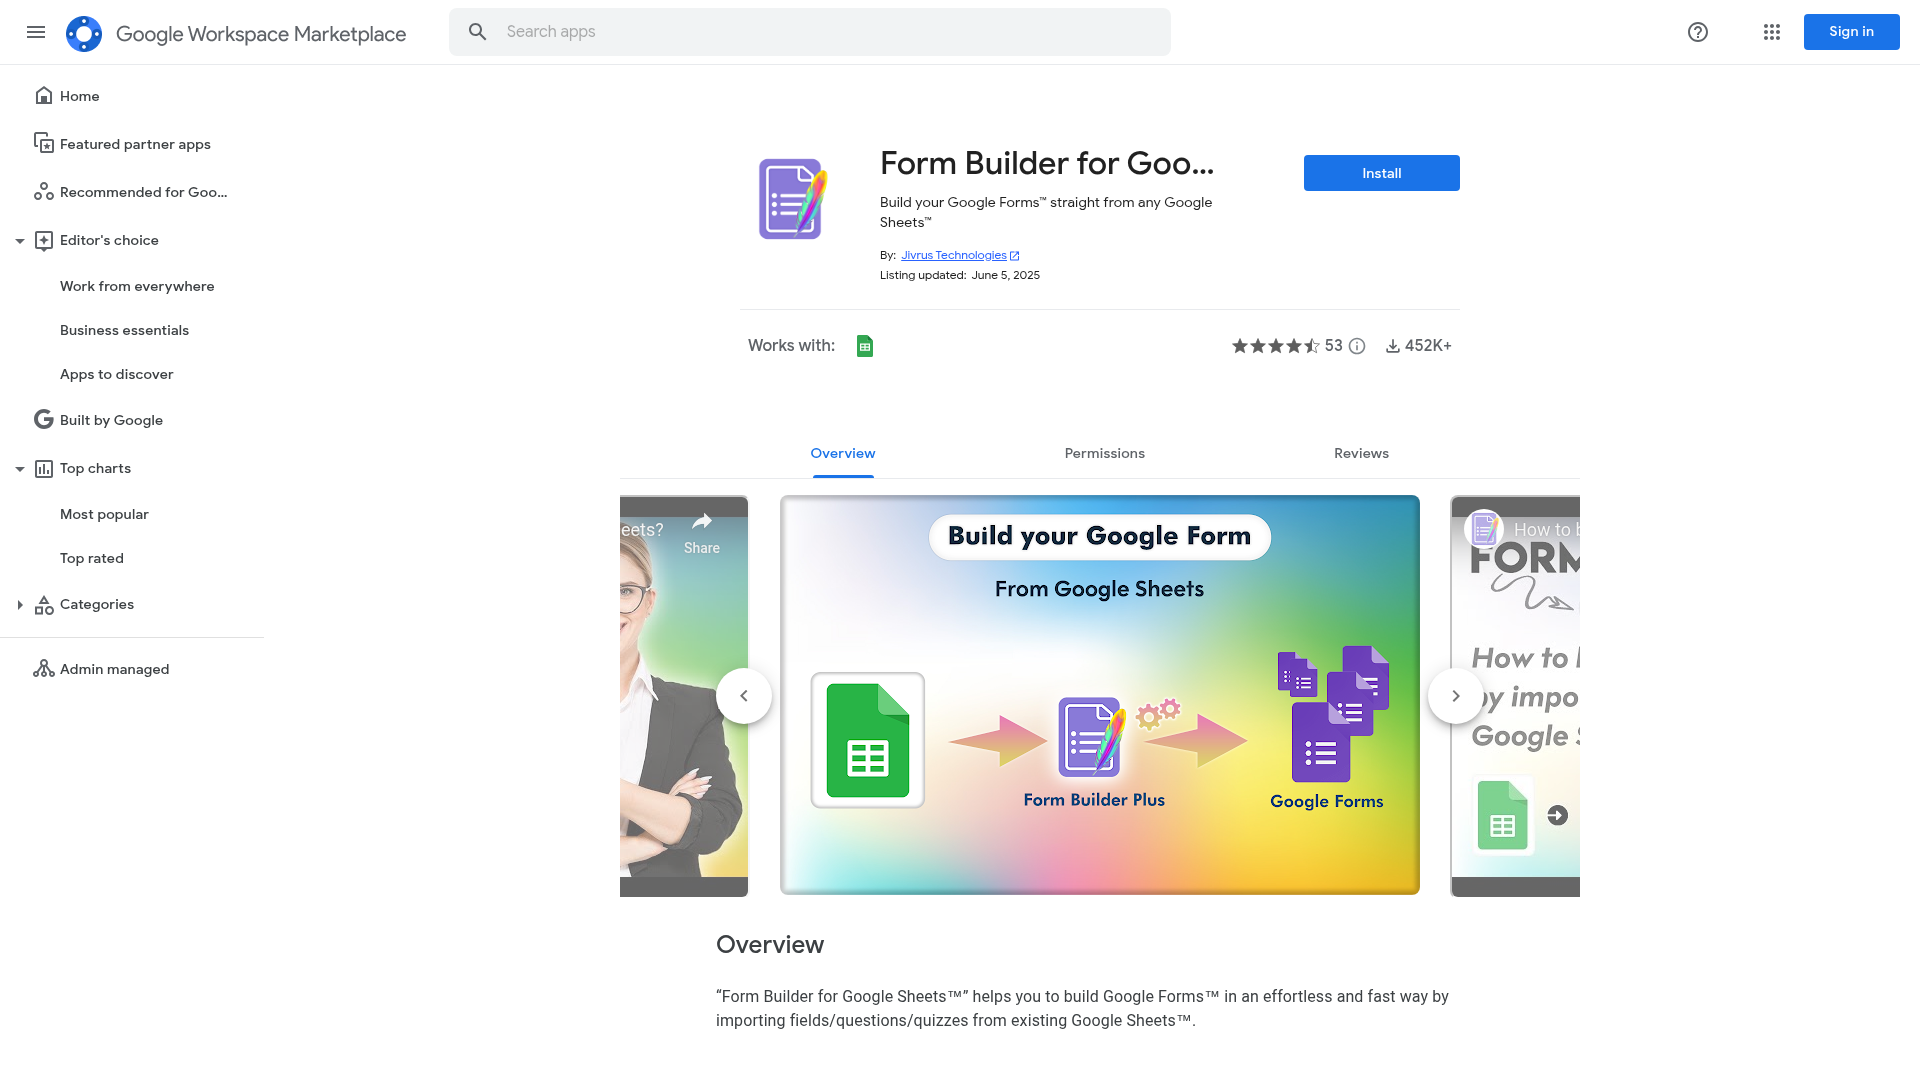 Google Workspace Marketplace
Search apps
Sign in
Home
Featured partner apps
Recommended for Goo...
Editor's choice
Work from everywhere
Business essentials
Apps to discover
Built by Google
Top charts
Most popular
Top rated
Categories
Admin managed
Form Builder for Goo...
Build your Google Forms™ straight from any Google
Sheets™
By: Jivrus Technologies
Listing updated: June 5, 2025
Install
Works with:
53
452K+
Overview
Permissions
Reviews
eets?
Share
Build your Google Form
From Google Sheets
Form Builder Plus
Google Forms
How to b
FORM
How to
by impo
Google S
Overview
“Form Builder for Google Sheets™” helps you to build Google Forms™ in an effortless and fast way by
importing fields/questions/quizzes from existing Google Sheets™.